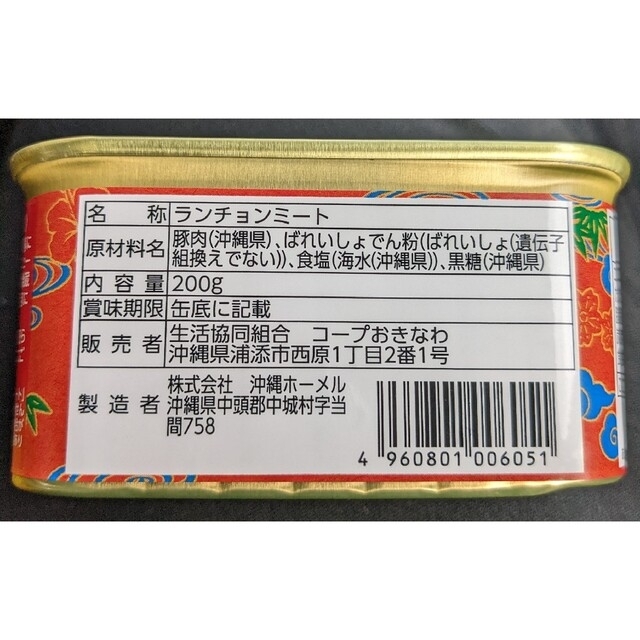 名称 ランチョンミート
原材料名 豚肉(沖縄県)、ばれいしょでん粉(ばれいしょ(遺伝子
組換えでない))、食塩(海水(沖縄県))、黒糖(沖縄県)
内容量 200g
賞味期限 缶底に記載
販売者 生活協同組合 コープおきなわ
沖縄県浦添市西原1丁目2番1号
製造者 株式会社 沖縄ホーメル
沖縄県中頭郡中城村字当
間758
4 960801 006051